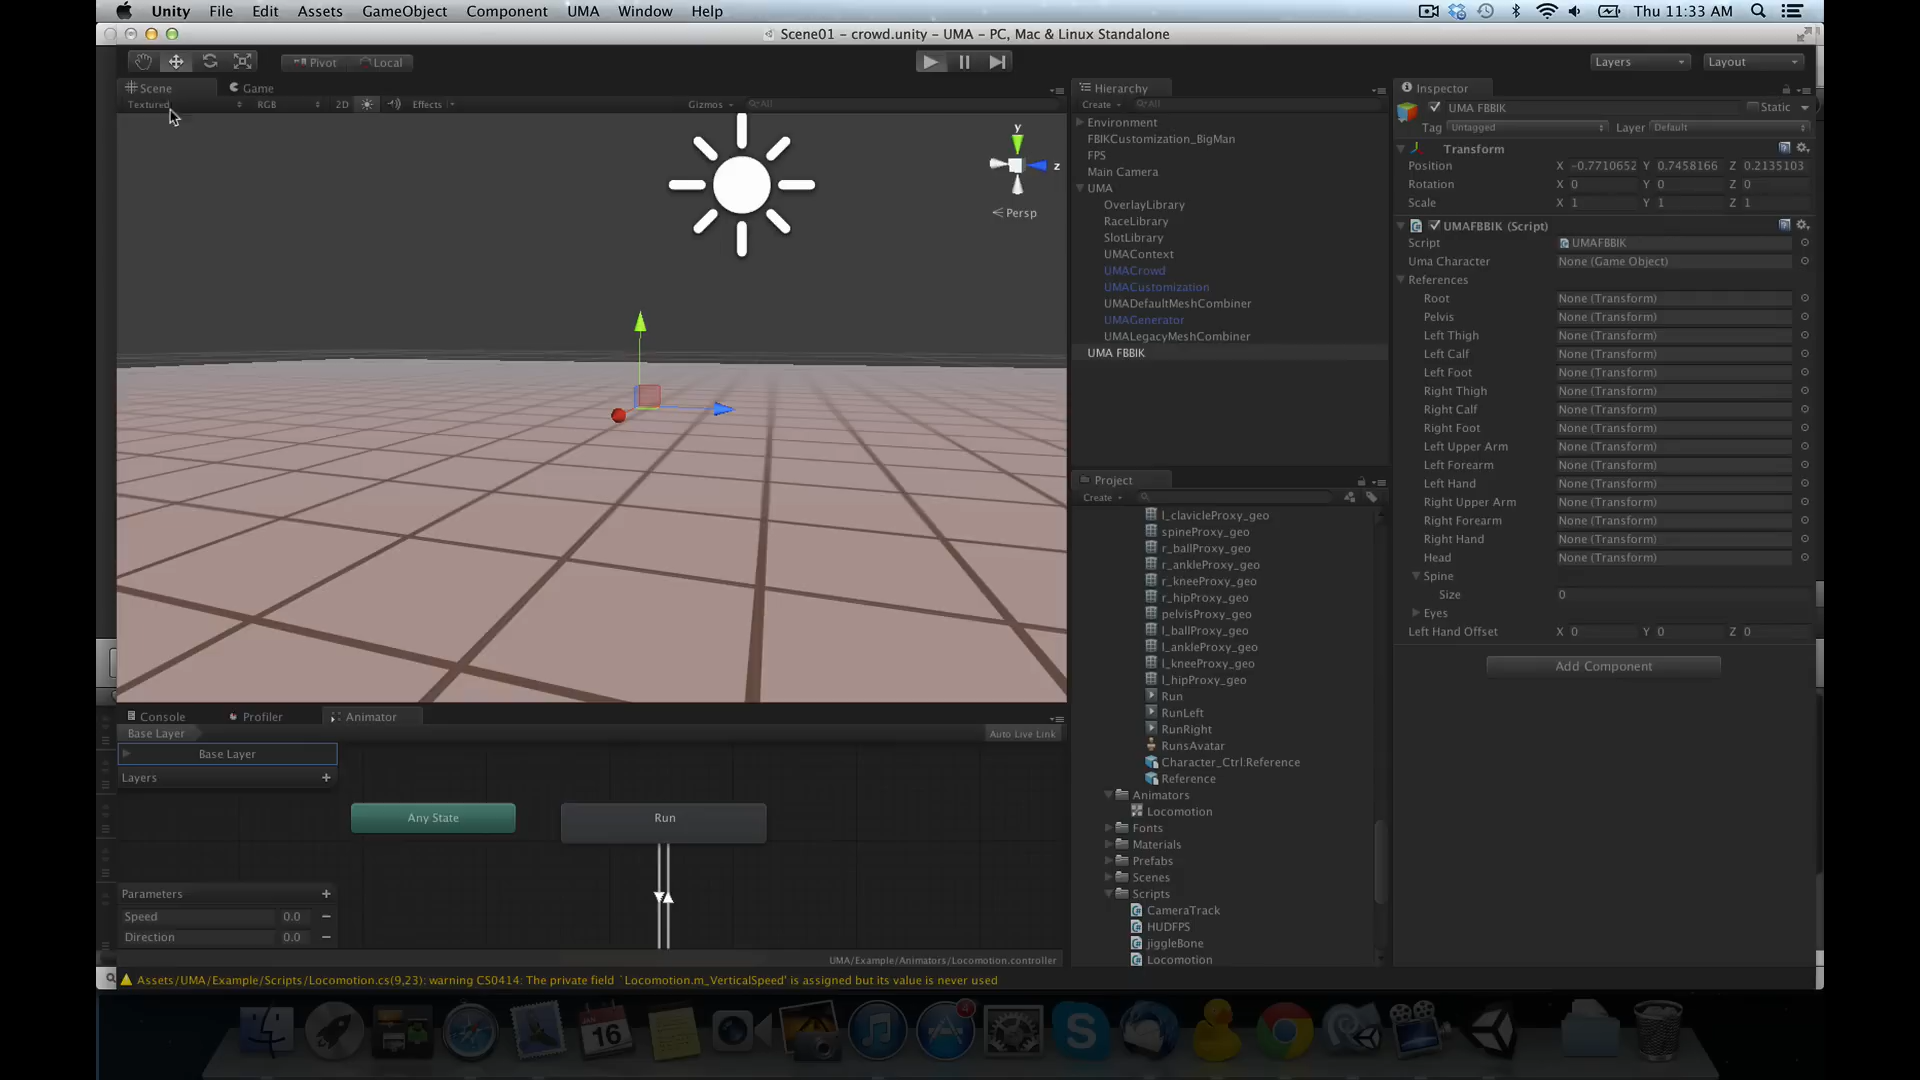 Unity File Edit Assets GameObject Component UMA Window Help Thu 11:33 AM
Scene01 - crowd.unity - UMA - PC, Mac & Linux Standalone
Pivot Local Layers Layout
Scene Game
Textured RGB 2D Effects Gizmos All
y
z
Persp
Hierarchy
Create All
Environment
FBIKCustomization_BigMan
FPS
Main Camera
UMA
OverlayLibrary
RaceLibrary
SlotLibrary
UMAContext
UMACrowd
UMACustomization
UMADefaultMeshCombiner
UMAGenerator
UMALegacyMeshCombiner
UMA FBBIK
Project
Create
l_clavicleProxy_geo
spineProxy_geo
r_ballProxy_geo
r_ankleProxy_geo
r_kneeProxy_geo
r_hipProxy_geo
pelvisProxy_geo
l_ballProxy_geo
l_ankleProxy_geo
l_kneeProxy_geo
l_hipProxy_geo
Run
RunLeft
RunRight
RunsAvatar
Character_Ctrl:Reference
Reference
Animators
Locomotion
Fonts
Materials
Prefabs
Scenes
Scripts
CameraTrack
HUDFPS
jiggleBone
Locomotion
Inspector
UMA FBBIK Static
Tag Untagged Layer Default
Transform
Position X -0.7710652 Y 0.7458166 Z 0.2135103
Rotation X 0 Y 0 Z 0
Scale X 1 Y 1 Z 1
UMAFBBIK (Script)
Script UMAFBBIK
Uma Character None (Game Object)
References
Root None (Transform)
Pelvis None (Transform)
Left Thigh None (Transform)
Left Calf None (Transform)
Left Foot None (Transform)
Right Thigh None (Transform)
Right Calf None (Transform)
Right Foot None (Transform)
Left Upper Arm None (Transform)
Left Forearm None (Transform)
Left Hand None (Transform)
Right Upper Arm None (Transform)
Right Forearm None (Transform)
Right Hand None (Transform)
Head None (Transform)
Spine
Size 0
Eyes
Left Hand Offset X 0 Y 0 Z 0
Add Component
Console Profiler Animator
Base Layer Auto Live Link
Base Layer
Layers
Any State Run
Parameters
Speed 0.0
Direction 0.0
UMA/Example/Animators/Locomotion.controller
Assets/UMA/Example/Scripts/Locomotion.cs(9,23): warning CS0414: The private field `Locomotion.m_VerticalSpeed' is assigned but its value is never used
JAN
16
4